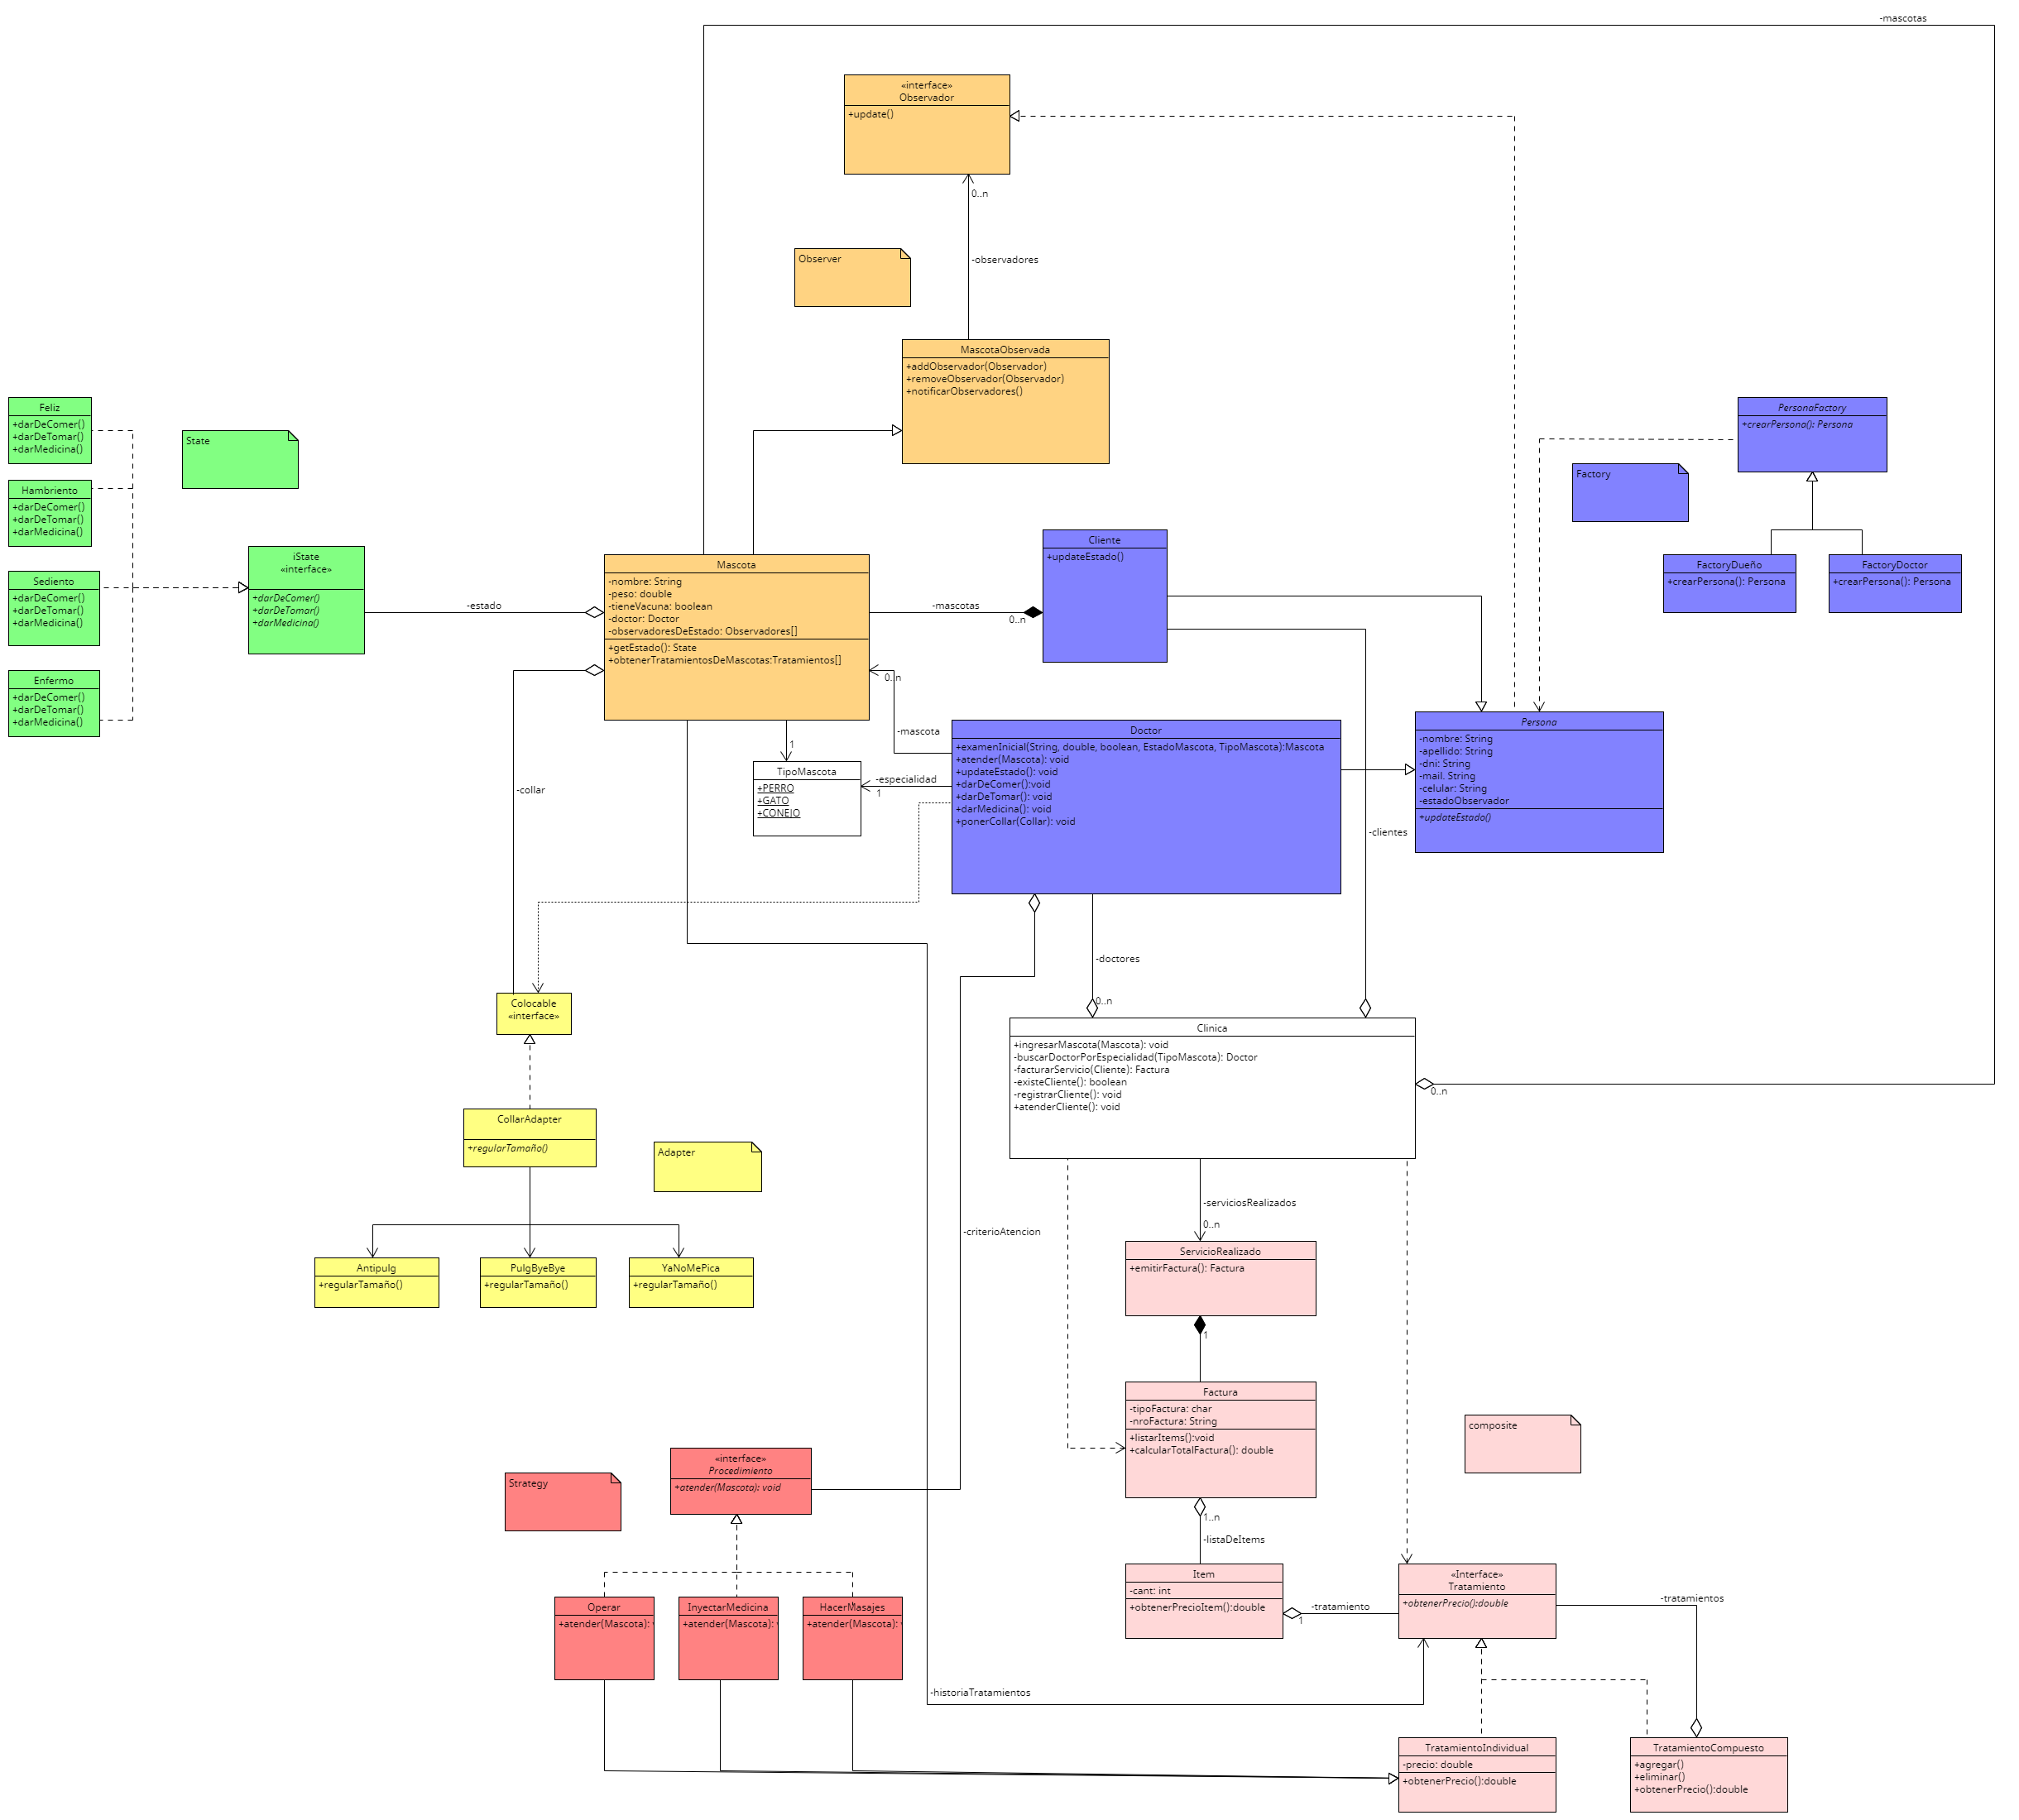 -mascotas
«interface»
Observador
+update()
0..n
Observer
-observadores
MascotaObservada
+addObservador(Observador)
+removeObservador(Observador)
+notificarObservadores()
Feliz
+darDeComer()
+darDeTomar()
+darMedicina()
State
Hambriento
+darDeComer()
+darDeTomar()
+darMedicina()
Sediento
+darDeComer()
+darDeTomar()
+darMedicina()
Enfermo
+darDeComer()
+darDeTomar()
+darMedicina()
iState
«interface»
+darDeComer()
+darDeTomar()
+darMedicina()
-estado
Mascota
-nombre: String
-peso: double
-tieneVacuna: boolean
-doctor: Doctor
-observadoresDeEstado: Observadores[]
+getEstado(): State
+obtenerTratamientosDeMascotas:Tratamientos[]
-mascotas
0..n
Cliente
+updateEstado()
PersonaFactory
+crearPersona(): Persona
Factory
FactoryDueño
+crearPersona(): Persona
FactoryDoctor
+crearPersona(): Persona
0..n
-mascota
1
TipoMascota
+PERRO
+GATO
+CONEJO
-especialidad
1
Doctor
+examenInicial(String, double, boolean, EstadoMascota, TipoMascota):Mascota
+atender(Mascota): void
+updateEstado(): void
+darDeComer():void
+darDeTomar(): void
+darMedicina(): void
+ponerCollar(Collar): void
Persona
-nombre: String
-apellido: String
-dni: String
-mail. String
-celular: String
-estadoObservador
+updateEstado()
-collar
-clientes
-doctores
0..n
Colocable
«interface»
CollarAdapter
+regularTamaño()
Adapter
Antipulg
+regularTamaño()
PulgByeBye
+regularTamaño()
YaNoMePica
+regularTamaño()
Clinica
+ingresarMascota(Mascota): void
-buscarDoctorPorEspecialidad(TipoMascota): Doctor
-facturarServicio(Cliente): Factura
-existeCliente(): boolean
-registrarCliente(): void
+atenderCliente(): void
0..n
-serviciosRealizados
0..n
-criterioAtencion
ServicioRealizado
+emitirFactura(): Factura
1
Factura
-tipoFactura: char
-nroFactura: String
+listarItems():void
+calcularTotalFactura(): double
composite
1..n
-listaDeItems
Strategy
«interface»
Procedimiento
+atender(Mascota): void
Operar
+atender(Mascota):
InyectarMedicina
+atender(Mascota):
HacerMasajes
+atender(Mascota):
Item
-cant: int
+obtenerPrecioItem():double
-tratamiento
1
«Interface»
Tratamiento
+obtenerPrecio():double
-tratamientos
-historiaTratamientos
TratamientoIndividual
-precio: double
+obtenerPrecio():double
TratamientoCompuesto
+agregar()
+eliminar()
+obtenerPrecio():double